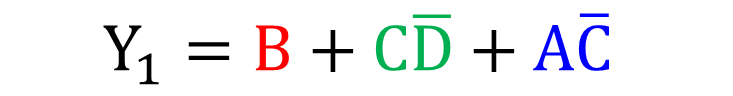 Y₁ = B + CD̅ + AC̅